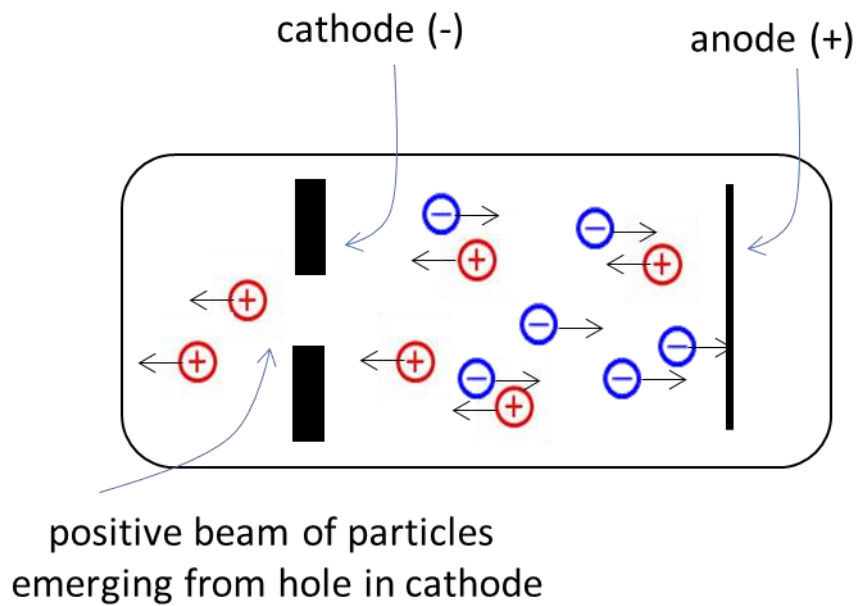 cathode (-)
anode (+)
positive beam of particles
emerging from hole in cathode